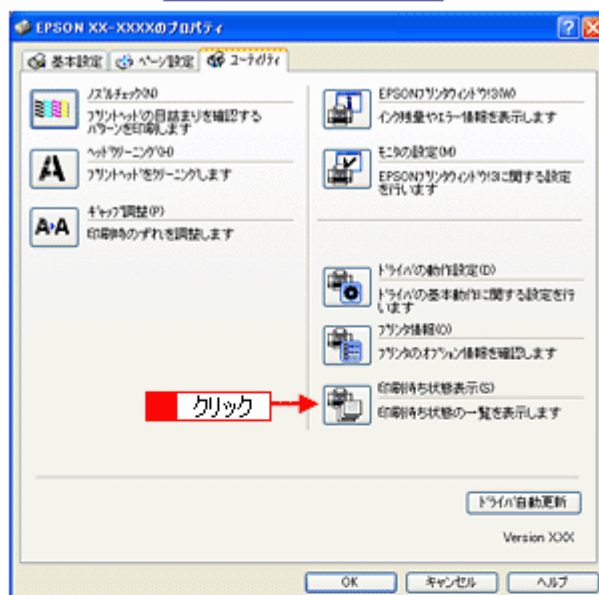 EPSON XX-XXXXのプロパティ
基本設定
ページ設定
ユーティリティ
ノズルチェック(N)
プリントヘッドの目詰まりを確認する
パターンを印刷します
ヘッドクリーニング(H)
プリントヘッドをクリーニングします
ギャップ調整(P)
印刷時のずれを調整します
EPSONプリンタウィンドウ!3(W)
インク残量やエラー情報を表示します
モニタの設定(M)
EPSONプリンタウィンドウ!3に関する設定
を行います
ドライバの動作設定(D)
ドライバの基本動作に関する設定を行
います
プリンタ情報(O)
プリンタのオプション情報を確認します
印刷待ち状態表示(S)
印刷待ち状態の一覧を表示します
クリック
ドライバ自動更新
Version XXX
OK
キャンセル
ヘルプ